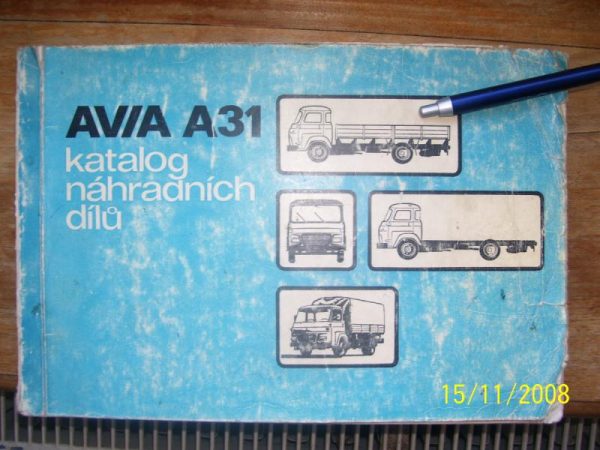 AVIA A31
katalog
náhradních
dílů
15/11/2008